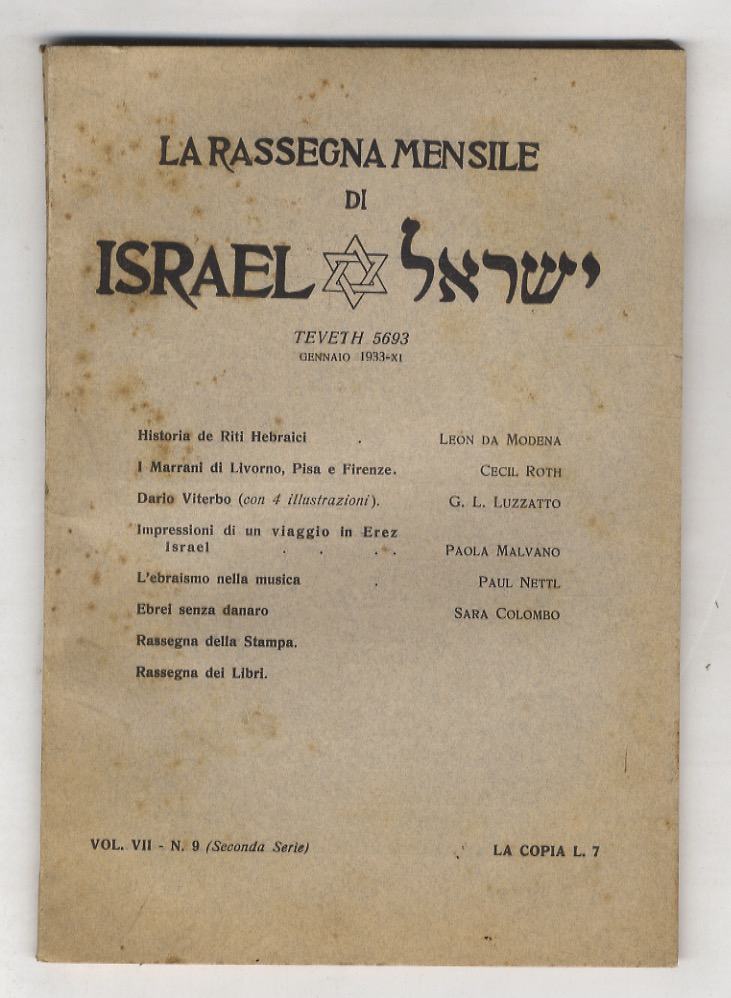 LA RASSEGNA MENSILE
DI
ISRAEL ישראל
TEVETH 5693
GENNAIO 1933-XI
Historia de Riti Hebraici . LEON DA MODENA
I Marrani di Livorno, Pisa e Firenze. CECIL ROTH
Dario Viterbo (con 4 illustrazioni). G. L. LUZZATTO
Impressioni di un viaggio in Erez
Israel . . . . PAOLA MALVANO
L'ebraismo nella musica . PAUL NETTL
Ebrei senza danaro SARA COLOMBO
Rassegna della Stampa.
Rassegna dei Libri.
VOL. VII - N. 9 (Seconda Serie) LA COPIA L. 7